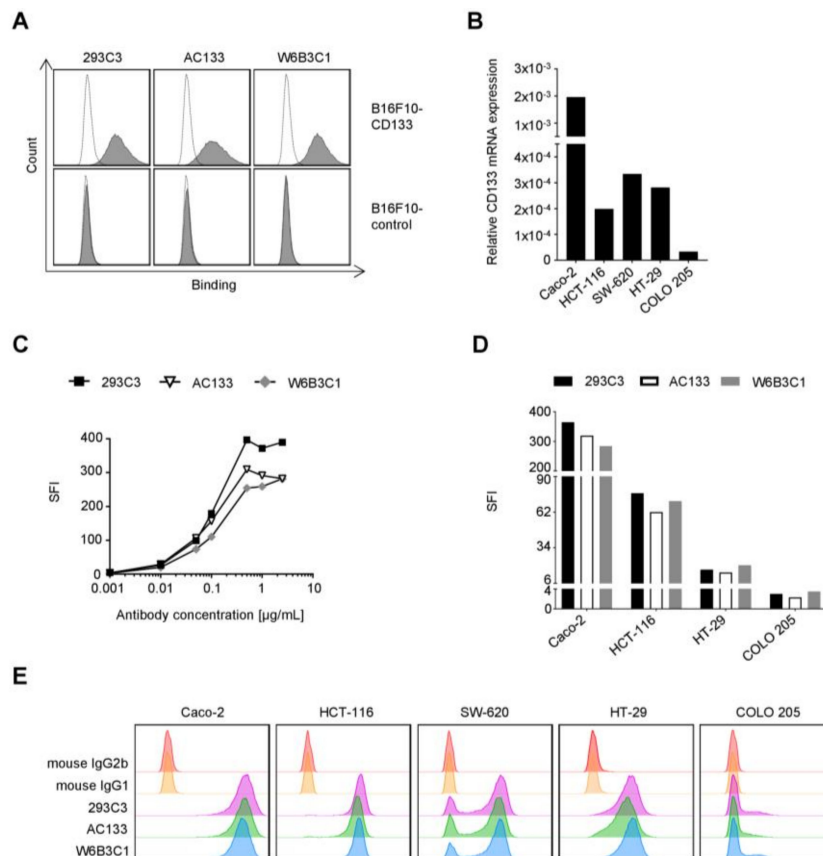 A
293C3 AC133 W6B3C1
B16F10-
CD133
B16F10-
control
Count
Binding
B
Relative CD133 mRNA expression
3x10⁻³
2x10⁻³
1x10⁻³
4x10⁻⁴
3x10⁻⁴
2x10⁻⁴
1x10⁻⁴
0
Caco-2 HCT-116 SW-620 HT-29 COLO 205
C
293C3 AC133 W6B3C1
SFI
400
300
200
100
0
0.001 0.01 0.1 1 10
Antibody concentration [µg/mL]
D
293C3 AC133 W6B3C1
SFI
400
300
200
90
62
34
6
4
0
Caco-2 HCT-116 HT-29 COLO 205
E
Caco-2 HCT-116 SW-620 HT-29 COLO 205
mouse IgG2b
mouse IgG1
293C3
AC133
W6B3C1